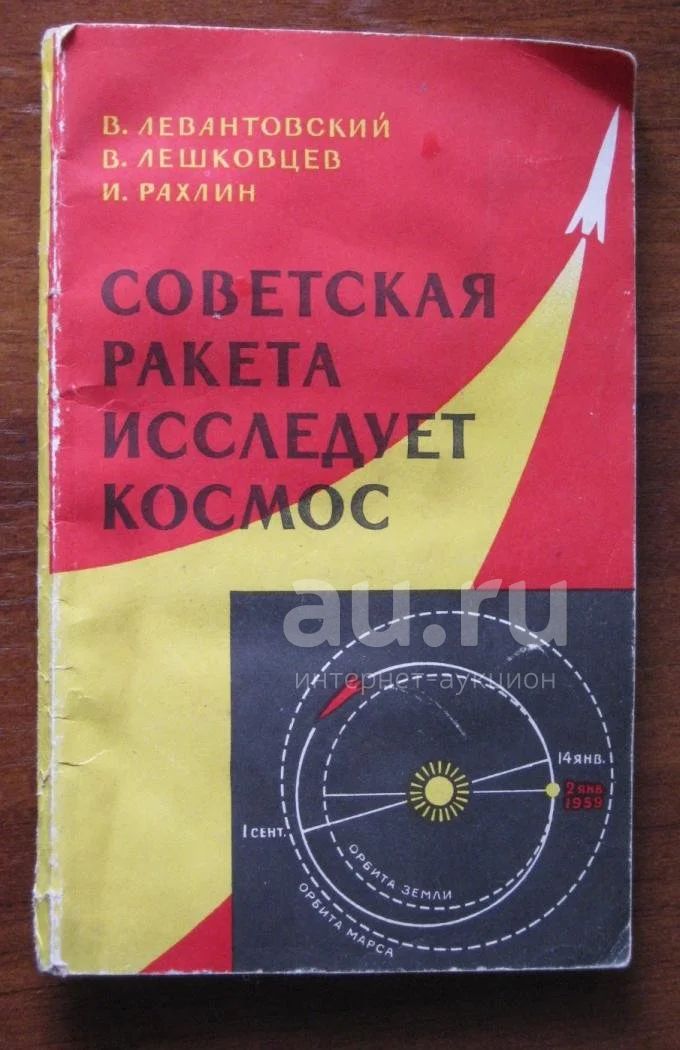 В. ЛЕВАНТОВСКИЙ
В. ЛЕШКОВЦЕВ
И. РАХЛИН
СОВЕТСКАЯ
РАКЕТА
ИССЛЕДУЕТ
КОСМОС
au.ru
интернет-аукцион
14 ЯНВ.
2 ЯНВ
1959
1 СЕНТ.
ОРБИТА ЗЕМЛИ
ОРБИТА МАРСА